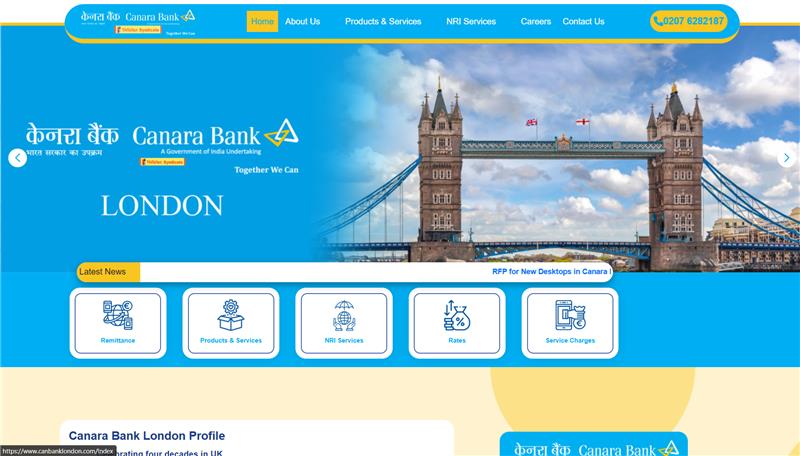 केनरा बैंक Canara Bank
Together We Can
Home
About Us
Products & Services
NRI Services
Careers
Contact Us
0207 6282187
केनरा बैंक Canara Bank
भारत सरकार का उपक्रम
A Government of India Undertaking
Together We Can
LONDON
Latest News
RFP for New Desktops in Canara
Remittance
Products & Services
NRI Services
Rates
Service Charges
Canara Bank London Profile
brating four decades in UK
केनरा बैंक Canara Bank
https://www.canbanklondon.com/Index